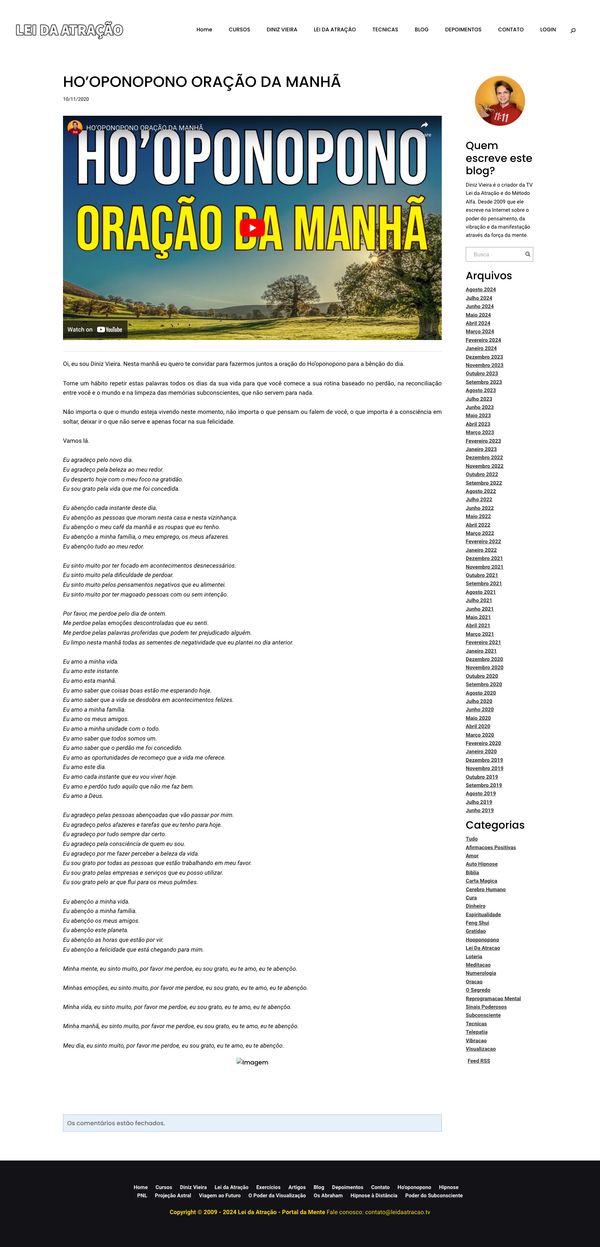 LEI DA ATRAÇÃO
Home CURSOS DINIZ VIEIRA LEI DA ATRAÇÃO TECNICAS BLOG DEPOIMENTOS CONTATO LOGIN
HO’OPONOPONO ORAÇÃO DA MANHÃ
10/11/2020
HO'OPONOPONO ORAÇÃO DA MANHÃ
HO’OPONOPONO
ORAÇÃO DA MANHÃ
Watch on YouTube
Oi, eu sou Diniz Vieira. Nesta manhã eu quero te convidar para fazermos juntos a oração do Ho'oponopono para a bênção do dia.
Torne um hábito repetir estas palavras todos os dias da sua vida para que você comece a sua rotina baseado no perdão, na reconciliação
entre você e o mundo e na limpeza das memórias subconscientes, que não servem para nada.
Não importa o que o mundo esteja vivendo neste momento, não importa o que pensam ou falem de você, o que importa é a consciência em
soltar, deixar ir o que não serve e apenas focar na sua felicidade.
Vamos lá.
Eu agradeço pelo novo dia.
Eu agradeço pela beleza ao meu redor.
Eu desperto hoje com o meu foco na gratidão.
Eu sou grato pela vida que me foi concedida.
Eu abençôo cada instante deste dia.
Eu abençôo as pessoas que moram nesta casa e nesta vizinhança.
Eu abençôo o meu café da manhã e as roupas que eu tenho.
Eu abençôo a minha família, o meu emprego, os meus afazeres.
Eu abençôo tudo ao meu redor.
Eu sinto muito por ter focado em acontecimentos desnecessários.
Eu sinto muito pela dificuldade de perdoar.
Eu sinto muito pelos pensamentos negativos que eu alimentei.
Eu sinto muito por ter magoado pessoas com ou sem intenção.
Por favor, me perdoe pelo dia de ontem.
Me perdoe pelas emoções descontroladas que eu senti.
Me perdoe pelas palavras proferidas que podem ter prejudicado alguém.
Eu limpo nesta manhã todas as sementes de negatividade que eu plantei no dia anterior.
Eu amo a minha vida.
Eu amo este instante.
Eu amo esta manhã.
Eu amo saber que coisas boas estão me esperando hoje.
Eu amo saber que a vida se desdobra em acontecimentos felizes.
Eu amo a minha família.
Eu amo os meus amigos.
Eu amo a minha unidade com o todo.
Eu amo saber que todos somos um.
Eu amo saber que o perdão me foi concedido.
Eu amo as oportunidades de recomeço que a vida me oferece.
Eu amo este dia.
Eu amo cada instante que eu vou viver hoje.
Eu amo e perdôo tudo aquilo que não me faz bem.
Eu amo a Deus.
Eu agradeço pelas pessoas abençoadas que vão passar por mim.
Eu agradeço pelos afazeres e tarefas que eu tenho para hoje.
Eu agradeço por tudo sempre dar certo.
Eu agradeço pela consciência de quem eu sou.
Eu agradeço por me fazer perceber a beleza da vida.
Eu sou grato por todas as pessoas que estão trabalhando em meu favor.
Eu sou grato pelas empresas e serviços que eu posso utilizar.
Eu sou grato pelo ar que flui para os meus pulmões.
Eu abençôo a minha vida.
Eu abençôo a minha família.
Eu abençôo os meus amigos.
Eu abençôo este planeta.
Eu abençôo as horas que estão por vir.
Eu abençôo a felicidade que está chegando para mim.
Minha mente, eu sinto muito, por favor me perdoe, eu sou grato, eu te amo, eu te abençôo.
Minhas emoções, eu sinto muito, por favor me perdoe, eu sou grato, eu te amo, eu te abençôo.
Minha vida, eu sinto muito, por favor me perdoe, eu sou grato, eu te amo, eu te abençôo.
Minha manhã, eu sinto muito, por favor me perdoe, eu sou grato, eu te amo, eu te abençôo.
Meu dia, eu sinto muito, por favor me perdoe, eu sou grato, eu te amo, eu te abençôo.
Imagem
Os comentários estão fechados.
11:11
Quem
escreve este
blog?
Diniz Vieira é o criador da TV
Lei da Atração e do Método
Alfa. Desde 2009 que ele
escreve na Internet sobre o
poder do pensamento, da
vibração e da manifestação
através da força da mente.
Busca
Arquivos
Agosto 2024
Julho 2024
Junho 2024
Maio 2024
Abril 2024
Março 2024
Fevereiro 2024
Janeiro 2024
Dezembro 2023
Novembro 2023
Outubro 2023
Setembro 2023
Agosto 2023
Julho 2023
Junho 2023
Maio 2023
Abril 2023
Março 2023
Fevereiro 2023
Janeiro 2023
Dezembro 2022
Novembro 2022
Outubro 2022
Setembro 2022
Agosto 2022
Julho 2022
Junho 2022
Maio 2022
Abril 2022
Março 2022
Fevereiro 2022
Janeiro 2022
Dezembro 2021
Novembro 2021
Outubro 2021
Setembro 2021
Agosto 2021
Julho 2021
Junho 2021
Maio 2021
Abril 2021
Março 2021
Fevereiro 2021
Janeiro 2021
Dezembro 2020
Novembro 2020
Outubro 2020
Setembro 2020
Agosto 2020
Julho 2020
Junho 2020
Maio 2020
Abril 2020
Março 2020
Fevereiro 2020
Janeiro 2020
Dezembro 2019
Novembro 2019
Outubro 2019
Setembro 2019
Agosto 2019
Julho 2019
Junho 2019
Categorias
Tudo
Afirmacoes Positivas
Amor
Auto Hipnose
Biblia
Carta Magica
Cerebro Humano
Cura
Dinheiro
Espiritualidade
Feng Shui
Gratidao
Hooponopono
Lei Da Atracao
Loteria
Meditacao
Numerologia
Oracao
O Segredo
Reprogramacao Mental
Sinais Poderosos
Subconsciente
Tecnicas
Telepatia
Vibracao
Visualizacao
Feed RSS
Home Cursos Diniz Vieira Lei da Atração Exercícios Artigos Blog Depoimentos Contato Ho'oponopono Hipnose
PNL Projeção Astral Viagem ao Futuro O Poder da Visualização Os Abraham Hipnose à Distância Poder do Subconsciente
Copyright © 2009 - 2024 Lei da Atração - Portal da Mente Fale conosco: contato@leidaatracao.tv